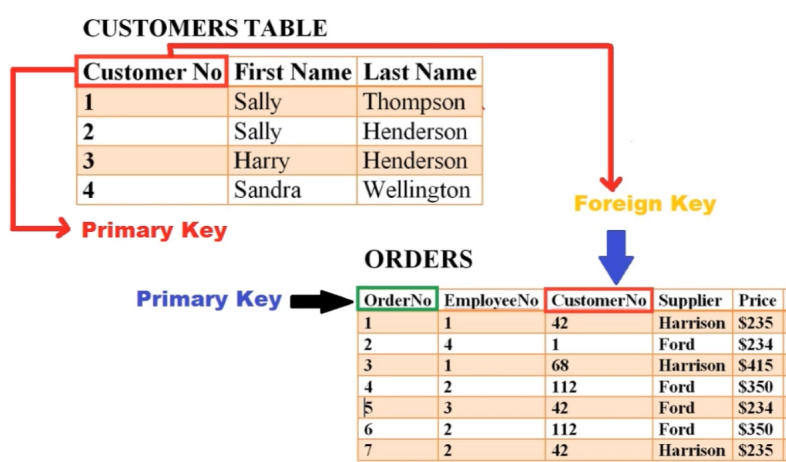 CUSTOMERS TABLE
Customer No First Name Last Name
1 Sally Thompson
2 Sally Henderson
3 Harry Henderson
4 Sandra Wellington
Foreign Key
Primary Key
ORDERS
Primary Key
OrderNo EmployeeNo CustomerNo Supplier Price
1 1 42 Harrison $235
2 4 1 Ford $234
3 1 68 Harrison $415
4 2 112 Ford $350
5 3 42 Ford $234
6 2 112 Ford $350
7 2 42 Harrison $235